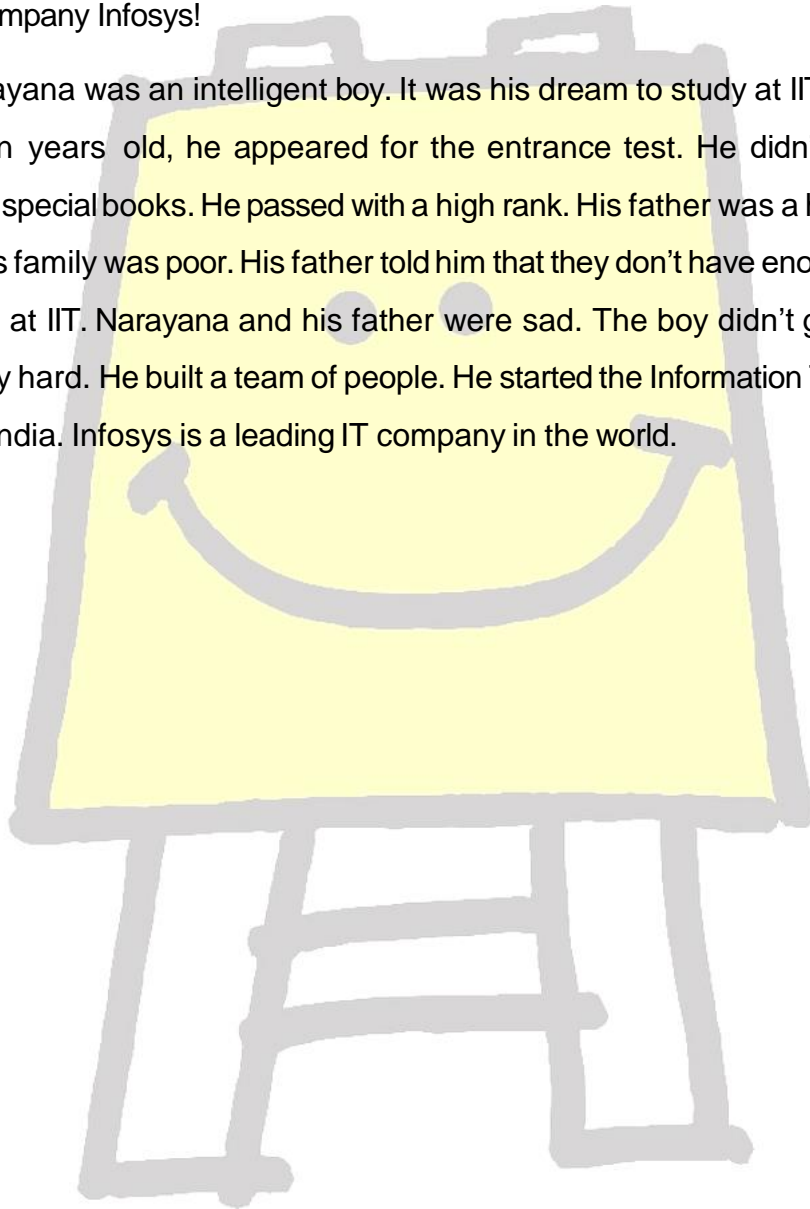 mpany Infosys!
ayana was an intelligent boy. It was his dream to study at IIT
n years old, he appeared for the entrance test. He didn
special books. He passed with a high rank. His father was a h
s family was poor. His father told him that they don't have eno
at IIT. Narayana and his father were sad. The boy didn't g
y hard. He built a team of people. He started the Information
ndia. Infosys is a leading IT company in the world.